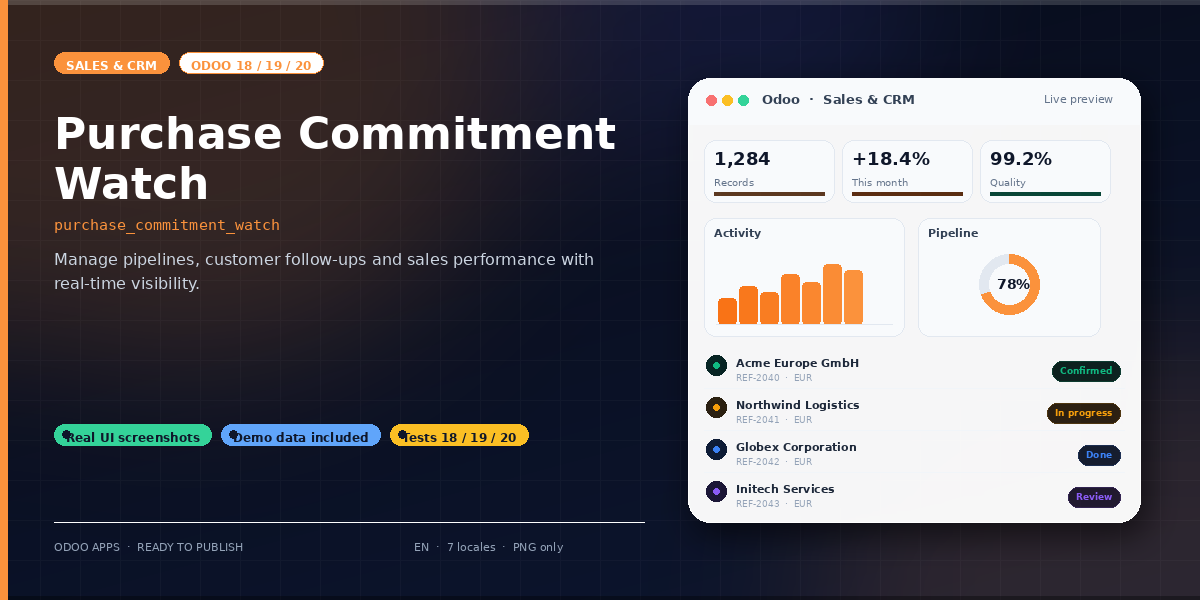 SALES & CRM
ODOO 18 / 19 / 20
Purchase Commitment
Watch
purchase_commitment_watch
Manage pipelines, customer follow-ups and sales performance with
real-time visibility.
Real UI screenshots
Demo data included
Tests 18 / 19 / 20
ODOO APPS · READY TO PUBLISH
EN · 7 locales · PNG only
Odoo · Sales & CRM
Live preview
1,284
Records
+18.4%
This month
99.2%
Quality
Activity
Pipeline
78%
Acme Europe GmbH
REF-2040 · EUR
Confirmed
Northwind Logistics
REF-2041 · EUR
In progress
Globex Corporation
REF-2042 · EUR
Done
Initech Services
REF-2043 · EUR
Review